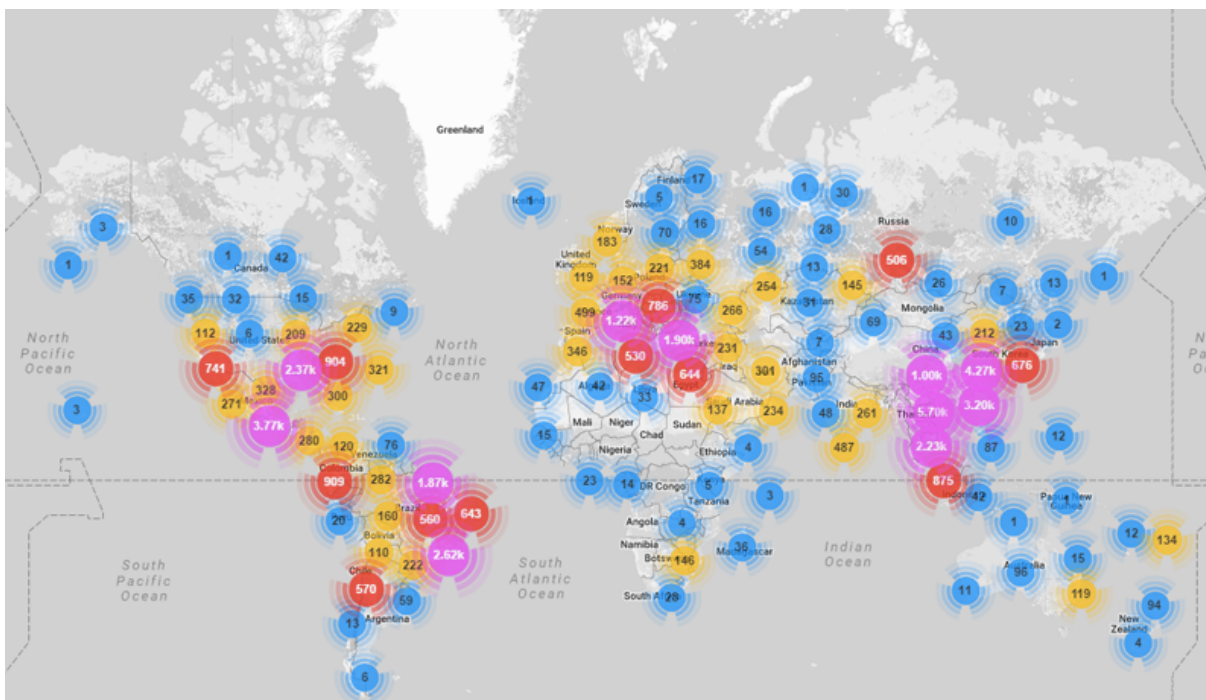 Greenland
17
Finland
1
30
5
Sweden
1
16
3
70
16
28
Russia
10
Norway
183
54
United
Kingdom
1
42
Canada
221
384
506
1
13
1
119
152
254
145
26
13
7
Germany
35
32
15
786
75
31
Kazakhstan
Mongolia
9
499
1.22k
266
69
23
2
112
6
209
229
Spain
43
212
North
Pacific
Ocean
United States
1.90k
7
Japan
North
Atlantic
Ocean
346
530
231
China
South Korea
741
2.37k
904
321
644
Iraq
301
Afghanistan
1.00k
4.27k
676
Egypt
95
47
42
33
328
300
271
3
137
234
48
India
261
5.70k
3.20k
Mali
Niger
Sudan
3.77k
Chad
280
120
76
15
Nigeria
Ethiopia
4
487
2.23k
87
12
Venezuela
Colombia
909
282
1.87k
23
14
DR Congo
5
875
Tanzania
3
42
Papua New
Guinea
20
160
560
643
Angola
4
1
Bolivia
12
134
110
2.62k
Namibia
36
Madagascar
Indian
Ocean
222
146
15
South
Pacific
Ocean
South
Atlantic
Ocean
Chile
96
Australia
570
59
28
11
119
94
Argentina
13
New
Zealand
4
6